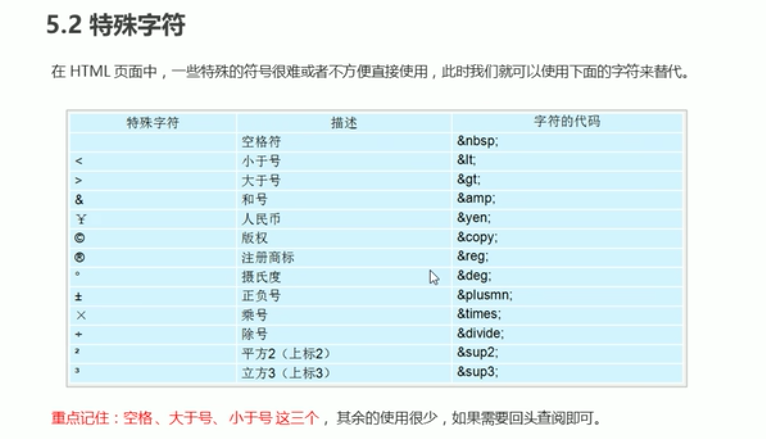 5.2 特殊字符
在 HTML 页面中，一些特殊的符号很难或者不方便直接使用，此时我们就可以使用下面的字符来替代。
特殊字符 描述 字符的代码
空格符 &nbsp;
< 小于号 &lt;
> 大于号 &gt;
& 和号 &amp;
￥ 人民币 &yen;
© 版权 &copy;
® 注册商标 &reg;
° 摄氏度 &deg;
± 正负号 &plusmn;
× 乘号 &times;
÷ 除号 &divide;
² 平方2（上标2） &sup2;
³ 立方3（上标3） &sup3;
重点记住：空格、大于号、小于号 这三个，其余的使用很少，如果需要回头查阅即可。